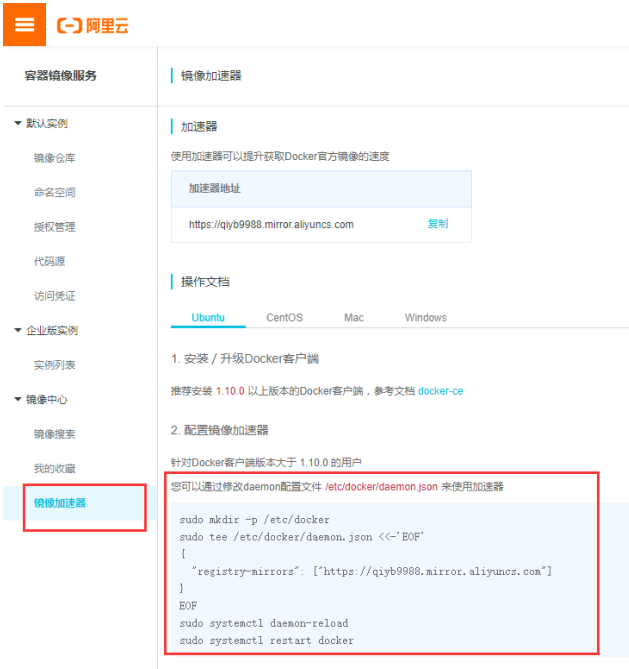 阿里云
容器镜像服务
默认实例
镜像仓库
命名空间
授权管理
代码源
访问凭证
企业版实例
实例列表
镜像中心
镜像搜索
我的收藏
镜像加速器
镜像加速器
加速器
使用加速器可以提升获取Docker官方镜像的速度
加速器地址
https://qiyb9988.mirror.aliyuncs.com 复制
操作文档
Ubuntu CentOS Mac Windows
1. 安装 / 升级Docker客户端
推荐安装 1.10.0 以上版本的Docker客户端，参考文档 docker-ce
2. 配置镜像加速器
针对Docker客户端版本大于 1.10.0 的用户
您可以通过修改daemon配置文件 /etc/docker/daemon.json 来使用加速器
sudo mkdir -p /etc/docker
sudo tee /etc/docker/daemon.json <<-'EOF'
{
  "registry-mirrors": ["https://qiyb9988.mirror.aliyuncs.com"]
}
EOF
sudo systemctl daemon-reload
sudo systemctl restart docker